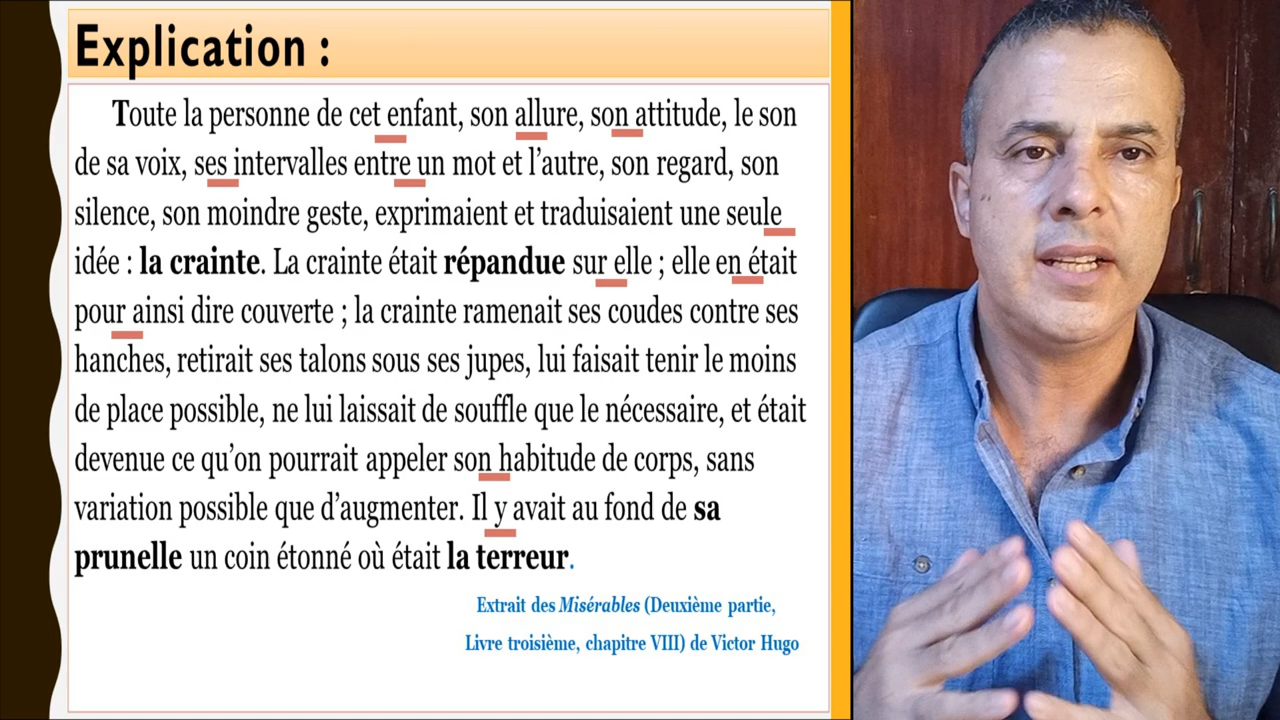 Explication :
Toute la personne de cet enfant, son allure, son attitude, le son
de sa voix, ses intervalles entre un mot et l’autre, son regard, son
silence, son moindre geste, exprimaient et traduisaient une seule
idée : la crainte. La crainte était répandue sur elle ; elle en était
pour ainsi dire couverte ; la crainte ramenait ses coudes contre ses
hanches, retirait ses talons sous ses jupes, lui faisait tenir le moins
de place possible, ne lui laissait de souffle que le nécessaire, et était
devenue ce qu’on pourrait appeler son habitude de corps, sans
variation possible que d’augmenter. Il y avait au fond de sa
prunelle un coin étonné où était la terreur.
Extrait des Misérables (Deuxième partie,
Livre troisième, chapitre VIII) de Victor Hugo